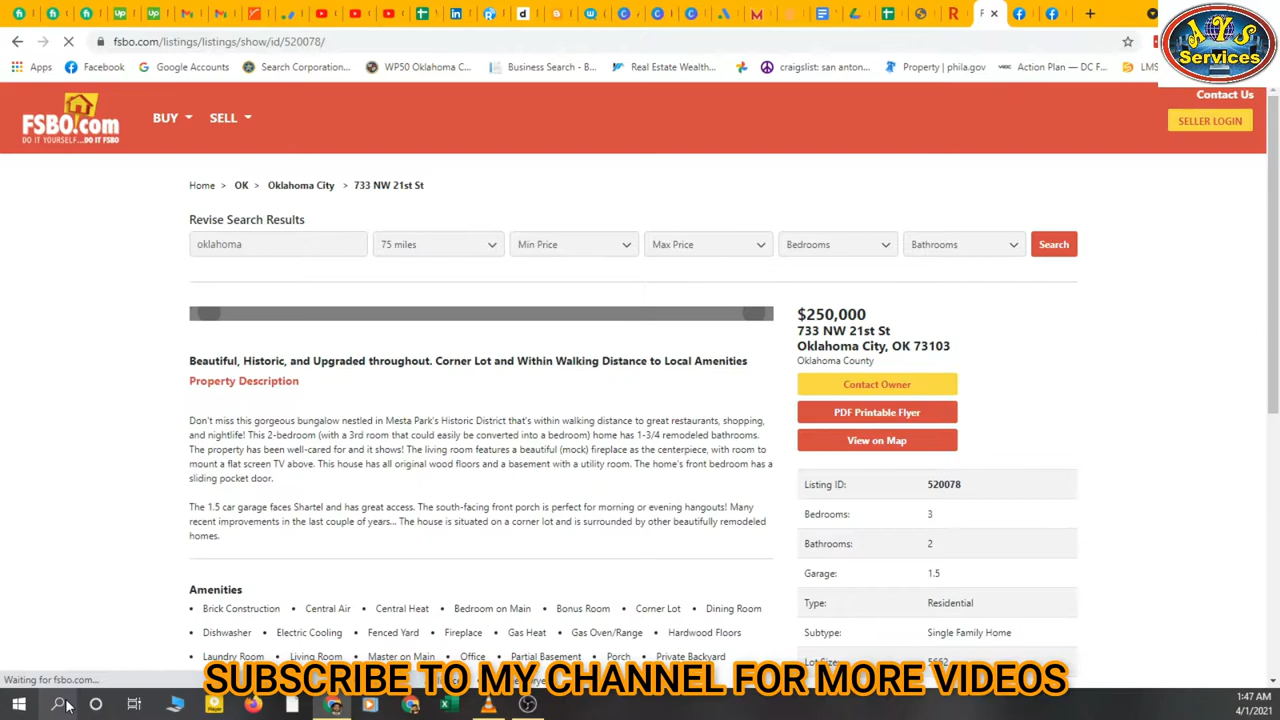 fsbo.com/listings/listings/show/id/520078/
Apps Facebook Google Accounts Search Corporation... WP50 Oklahoma C... Business Search - B... Real Estate Wealth... craigslist: san anton... Property | phila.gov Action Plan — DC F... LMS
AYS
Services
Contact Us
FSBO.com
DO IT YOURSELF...DO IT FSBO
BUY SELL
SELLER LOGIN
Home > OK > Oklahoma City > 733 NW 21st St
Revise Search Results
oklahoma 75 miles Min Price Max Price Bedrooms Bathrooms Search
$250,000
733 NW 21st St
Oklahoma City, OK 73103
Oklahoma County
Contact Owner
PDF Printable Flyer
View on Map
Beautiful, Historic, and Upgraded throughout. Corner Lot and Within Walking Distance to Local Amenities
Property Description
Don't miss this gorgeous bungalow nestled in Mesta Park's Historic District that's within walking distance to great restaurants, shopping,
and nightlife! This 2-bedroom (with a 3rd room that could easily be converted into a bedroom) home has 1-3/4 remodeled bathrooms.
The property has been well-cared for and it shows! The living room features a beautiful (mock) fireplace as the centerpiece, with room to
mount a flat screen TV above. This house has all original wood floors and a basement with a utility room. The home's front bedroom has a
sliding pocket door.
The 1.5 car garage faces Shartel and has great access. The south-facing front porch is perfect for morning or evening hangouts! Many
recent improvements in the last couple of years... The house is situated on a corner lot and is surrounded by other beautifully remodeled
homes.
Listing ID: 520078
Bedrooms: 3
Bathrooms: 2
Garage: 1.5
Type: Residential
Subtype: Single Family Home
Lot Size: 5662
Amenities
• Brick Construction • Central Air • Central Heat • Bedroom on Main • Bonus Room • Corner Lot • Dining Room
• Dishwasher • Electric Cooling • Fenced Yard • Fireplace • Gas Heat • Gas Oven/Range • Hardwood Floors
• Laundry Room • Living Room • Master on Main • Office • Partial Basement • Porch • Private Backyard
Waiting for fsbo.com...
SUBSCRIBE TO MY CHANNEL FOR MORE VIDEOS
1:47 AM
4/1/2021